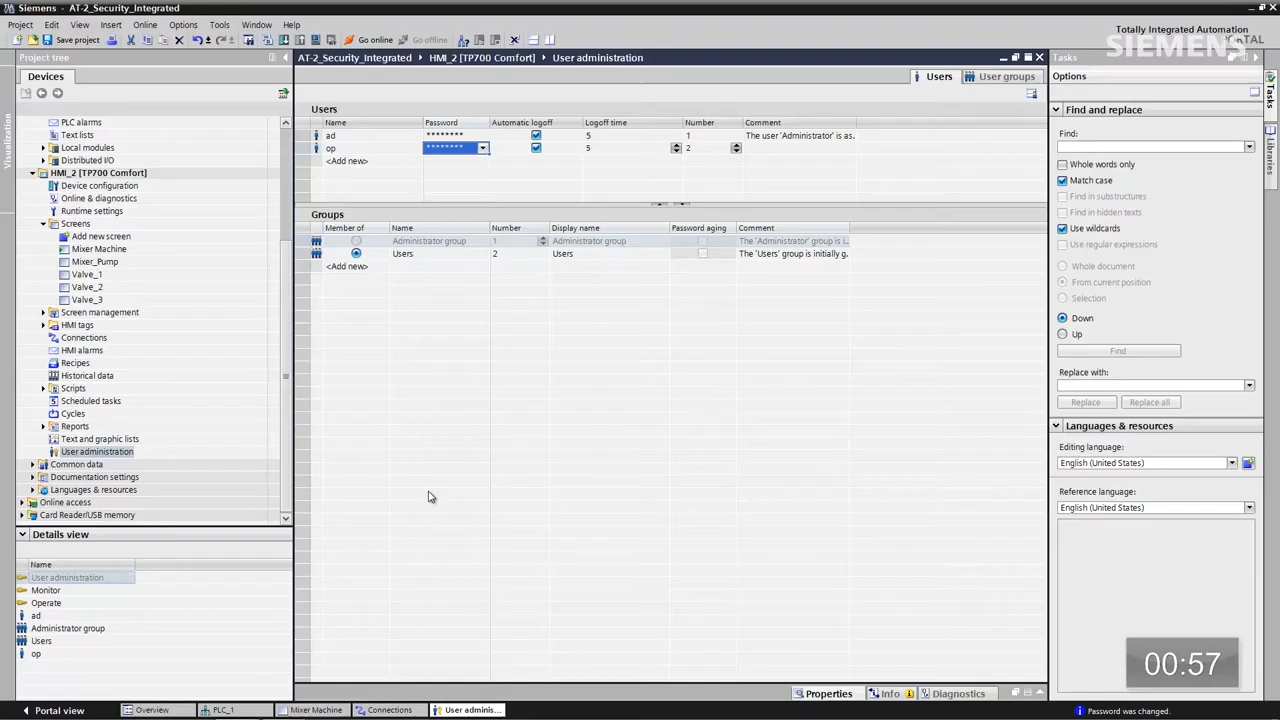 Siemens - AT-2_Security_Integrated
Project Edit View Insert Online Options Tools Window Help
Totally Integrated Automation
PORTAL
SIEMENS
Save project
Go online
Go offline
Project tree
AT-2_Security_Integrated HMI_2 [TP700 Comfort] User administration
Tasks
Devices
Users
User groups
Options
Visualization
Tasks
Libraries
PLC alarms
Text lists
Local modules
Distributed I/O
HMI_2 [TP700 Comfort]
Device configuration
Online & diagnostics
Runtime settings
Screens
Add new screen
Mixer Machine
Mixer_Pump
Valve_1
Valve_2
Valve_3
Screen management
HMI tags
Connections
HMI alarms
Recipes
Historical data
Scripts
Scheduled tasks
Cycles
Reports
Text and graphic lists
User administration
Common data
Documentation settings
Languages & resources
Online access
Card Reader/USB memory
Details view
Name
User administration
Monitor
Operate
ad
Administrator group
Users
op
Users
Name Password Automatic logoff Logoff time Number Comment
ad ******** 5 1 The user 'Administrator' is as.
op ******** 5 2
<Add new>
Groups
Member of Name Number Display name Password aging Comment
Administrator group 1 Administrator group The 'Administrator' group is i...
Users 2 Users The 'Users' group is initially g.
<Add new>
Find and replace
Find:
Whole words only
Match case
Find in substructures
Find in hidden texts
Use wildcards
Use regular expressions
Whole document
From current position
Selection
Down
Up
Find
Replace with:
Replace Replace all
Languages & resources
Editing language:
English (United States)
Reference language:
English (United States)
00:57
Properties Info Diagnostics
Portal view Overview PLC_1 Mixer Machine Connections User adminis...
Password was changed.